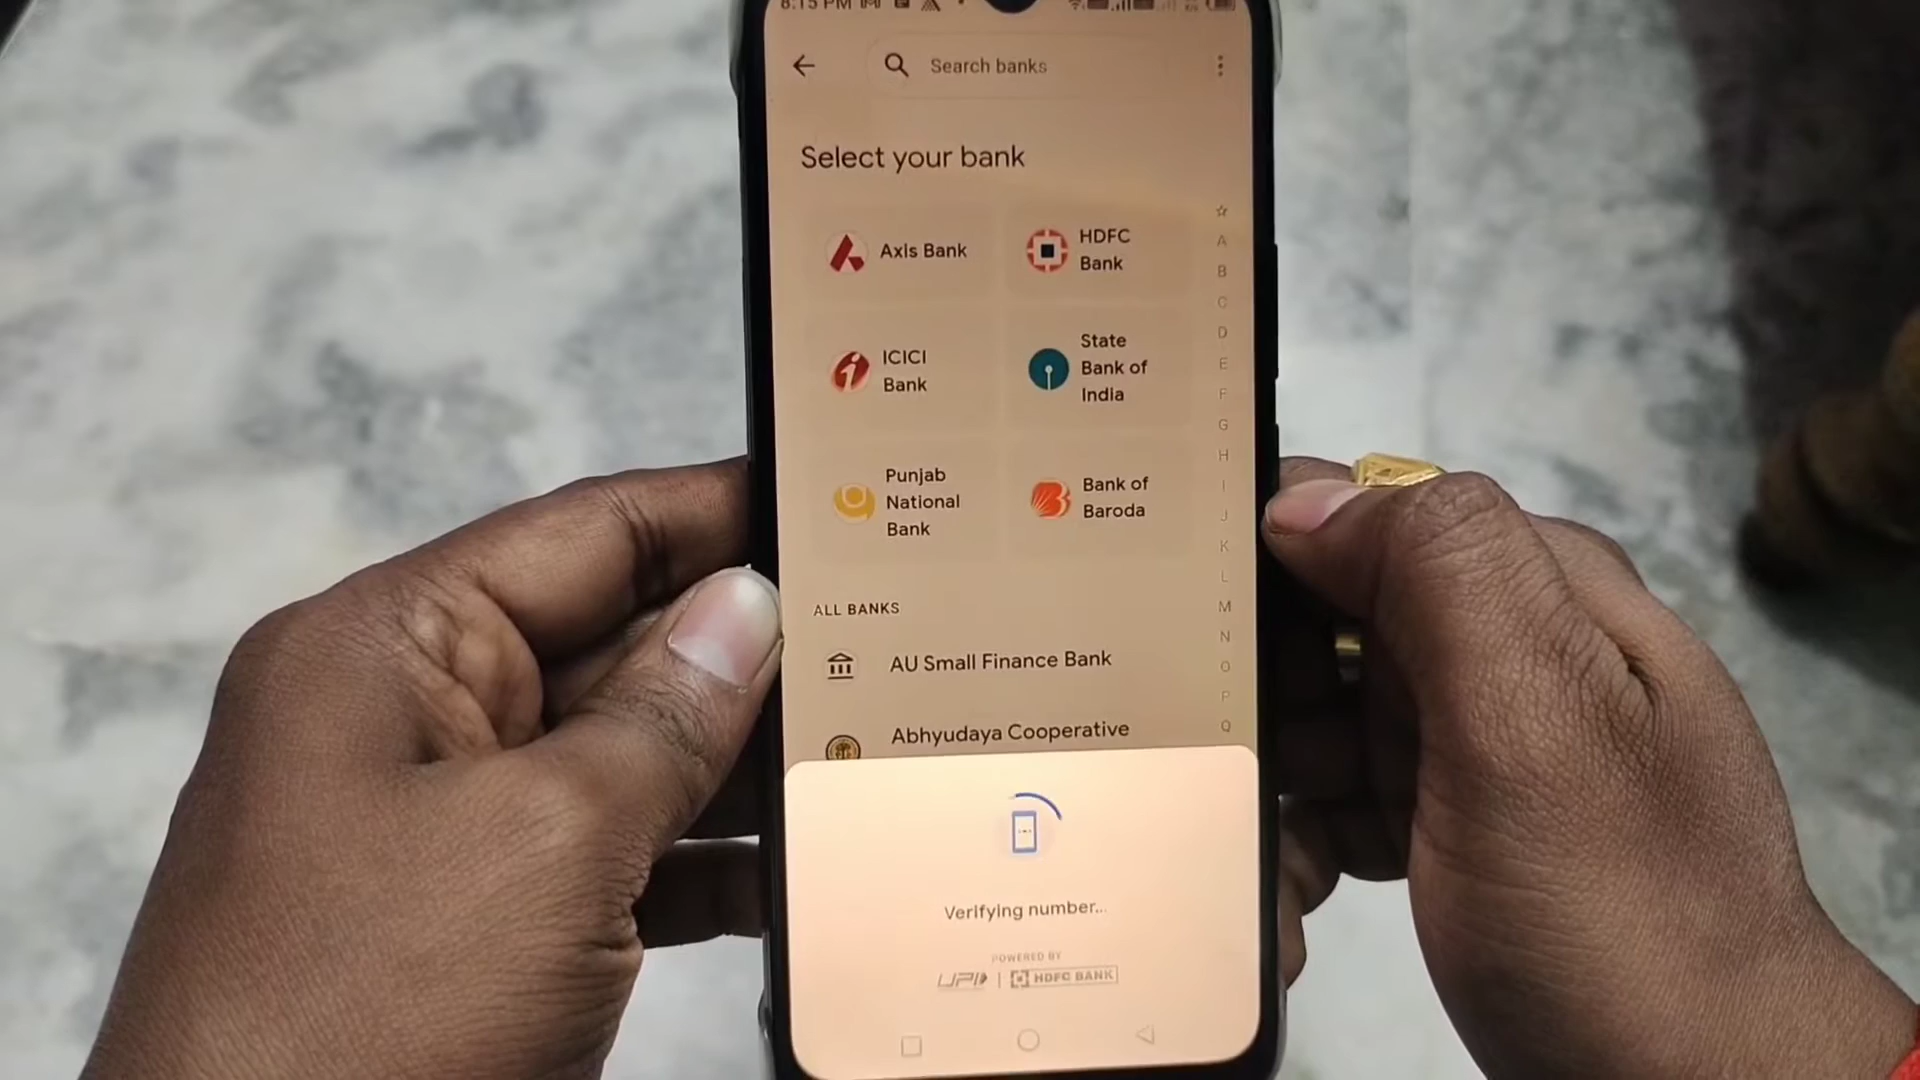 8:15 PM
Search banks
Select your bank
Axis Bank
HDFC
Bank
ICICI
Bank
State
Bank of
India
Punjab
National
Bank
Bank of
Baroda
A
B
C
D
E
F
G
H
I
J
K
L
M
N
O
P
Q
ALL BANKS
AU Small Finance Bank
Abhyudaya Cooperative
Verifying number...
POWERED BY
UPI | HDFC BANK